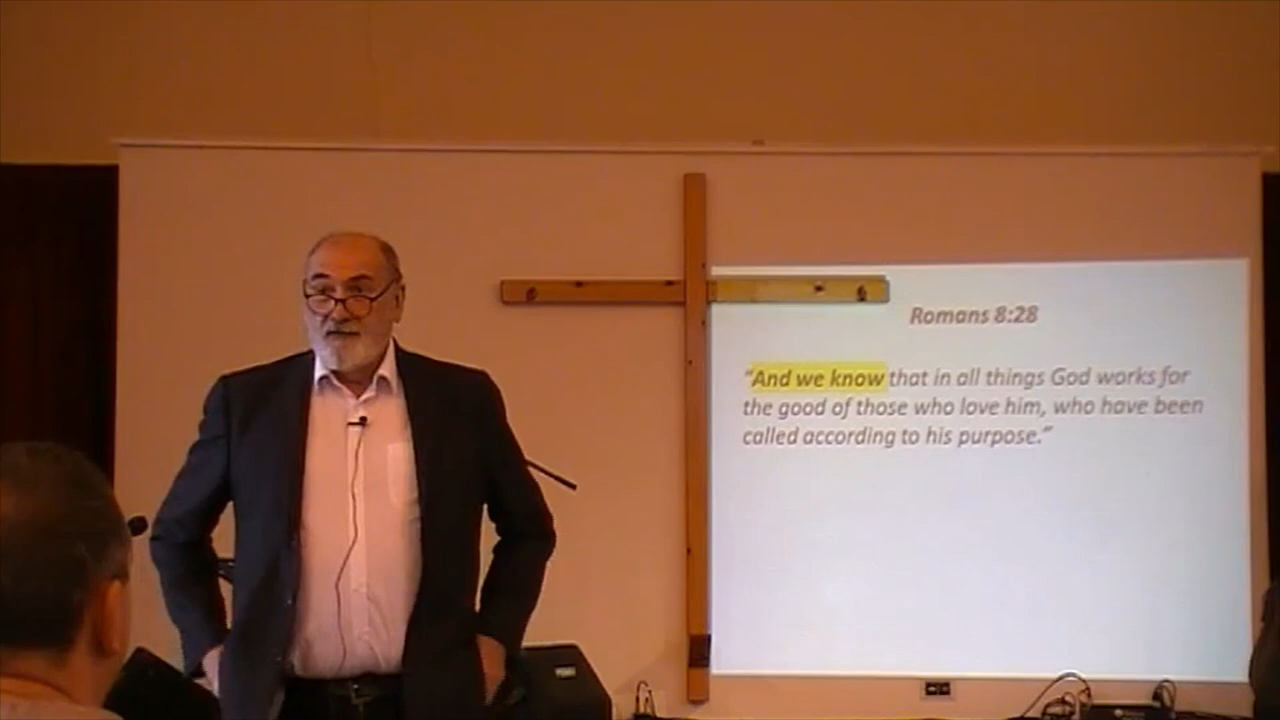 Romans 8:28
"And we know that in all things God works for
the good of those who love him, who have been
called according to his purpose."